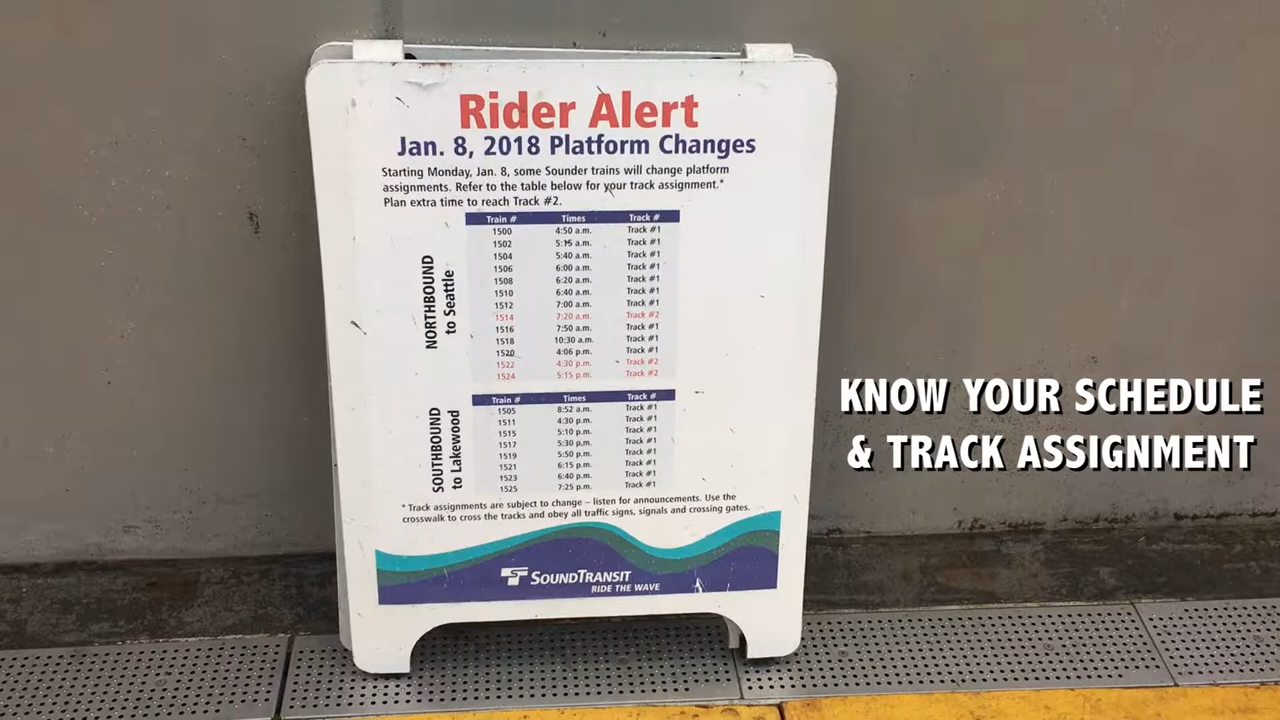 Rider Alert
Jan. 8, 2018 Platform Changes
Starting Monday, Jan. 8, some Sounder trains will change platform
assignments. Refer to the table below for your track assignment.*
Plan extra time to reach Track #2.
NORTHBOUND
to Seattle
Train # Times Track #
1500 4:50 a.m. Track #1
1502 5:15 a.m. Track #1
1504 5:40 a.m. Track #1
1506 6:00 a.m. Track #1
1508 6:20 a.m. Track #1
1510 6:40 a.m. Track #1
1512 7:00 a.m. Track #1
1514 7:20 a.m. Track #2
1516 7:50 a.m. Track #1
1518 10:30 a.m. Track #1
1520 4:06 p.m. Track #1
1522 4:30 p.m. Track #2
1524 5:15 p.m. Track #2
SOUTHBOUND
to Lakewood
Train # Times Track #
1505 8:52 a.m. Track #1
1511 4:30 p.m. Track #1
1515 5:10 p.m. Track #1
1517 5:30 p.m. Track #1
1519 5:50 p.m. Track #1
1521 6:15 p.m. Track #1
1523 6:40 p.m. Track #1
1525 7:25 p.m. Track #1
* Track assignments are subject to change – listen for announcements. Use the
crosswalk to cross the tracks and obey all traffic signs, signals and crossing gates.
SOUNDTRANSIT
RIDE THE WAVE
KNOW YOUR SCHEDULE
& TRACK ASSIGNMENT